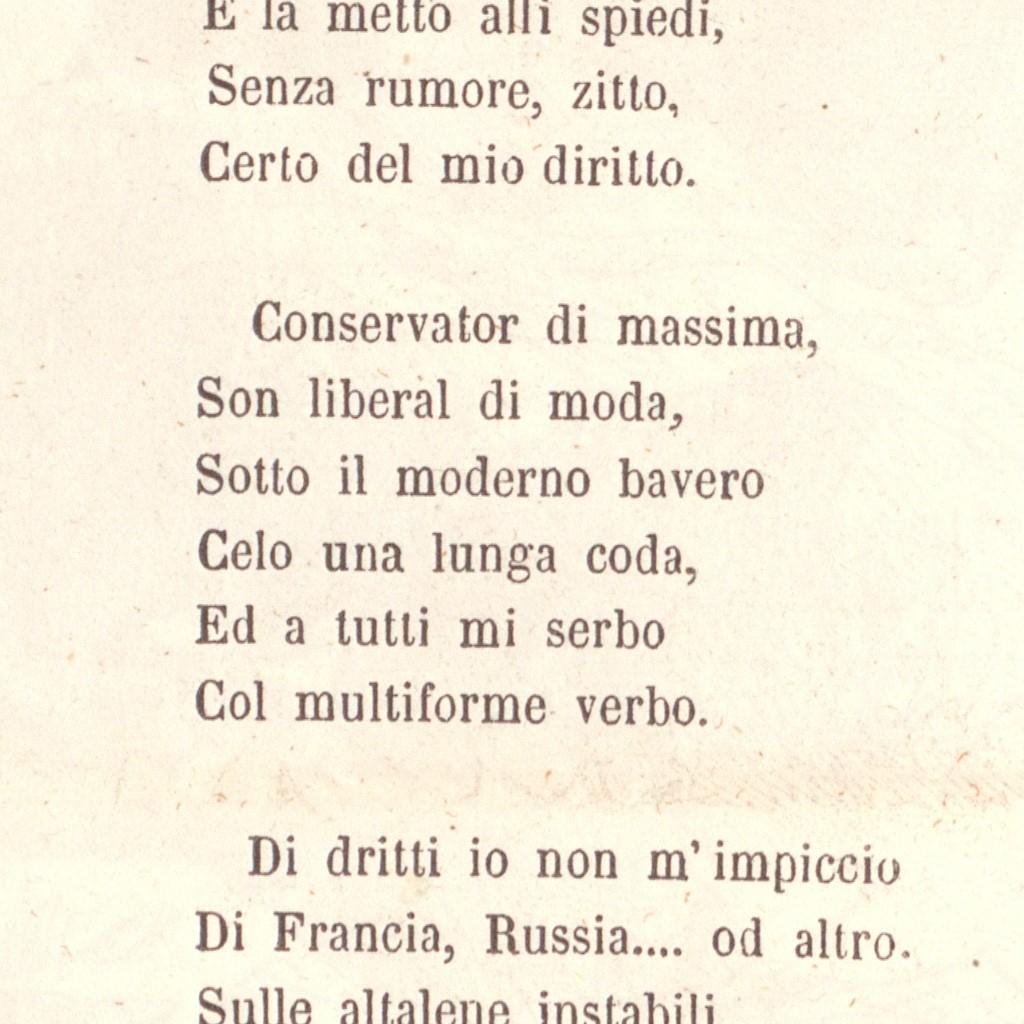 E la metto alli spiedi,
Senza rumore, zitto,
Certo del mio diritto.
Conservator di massima,
Son liberal di moda,
Sotto il moderno bavero
Celo una lunga coda,
Ed a tutti mi serbo
Col multiforme verbo.
Di dritti io non m'impiccio
Di Francia, Russia.... od altro.
Sulle altalene instabili